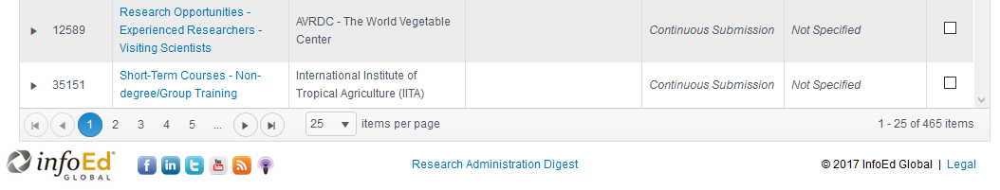 Research Opportunities -
12589 Experienced Researchers - AVRDC - The World Vegetable Center Continuous Submission Not Specified
Visiting Scientists
35151 Short-Term Courses - Non- International Institute of Continuous Submission Not Specified
degree/Group Training Tropical Agriculture (IITA)
1 2 3 4 5 ... 25 items per page 1 - 25 of 465 items
infoEd GLOBAL You Tube Research Administration Digest © 2017 InfoEd Global | Legal